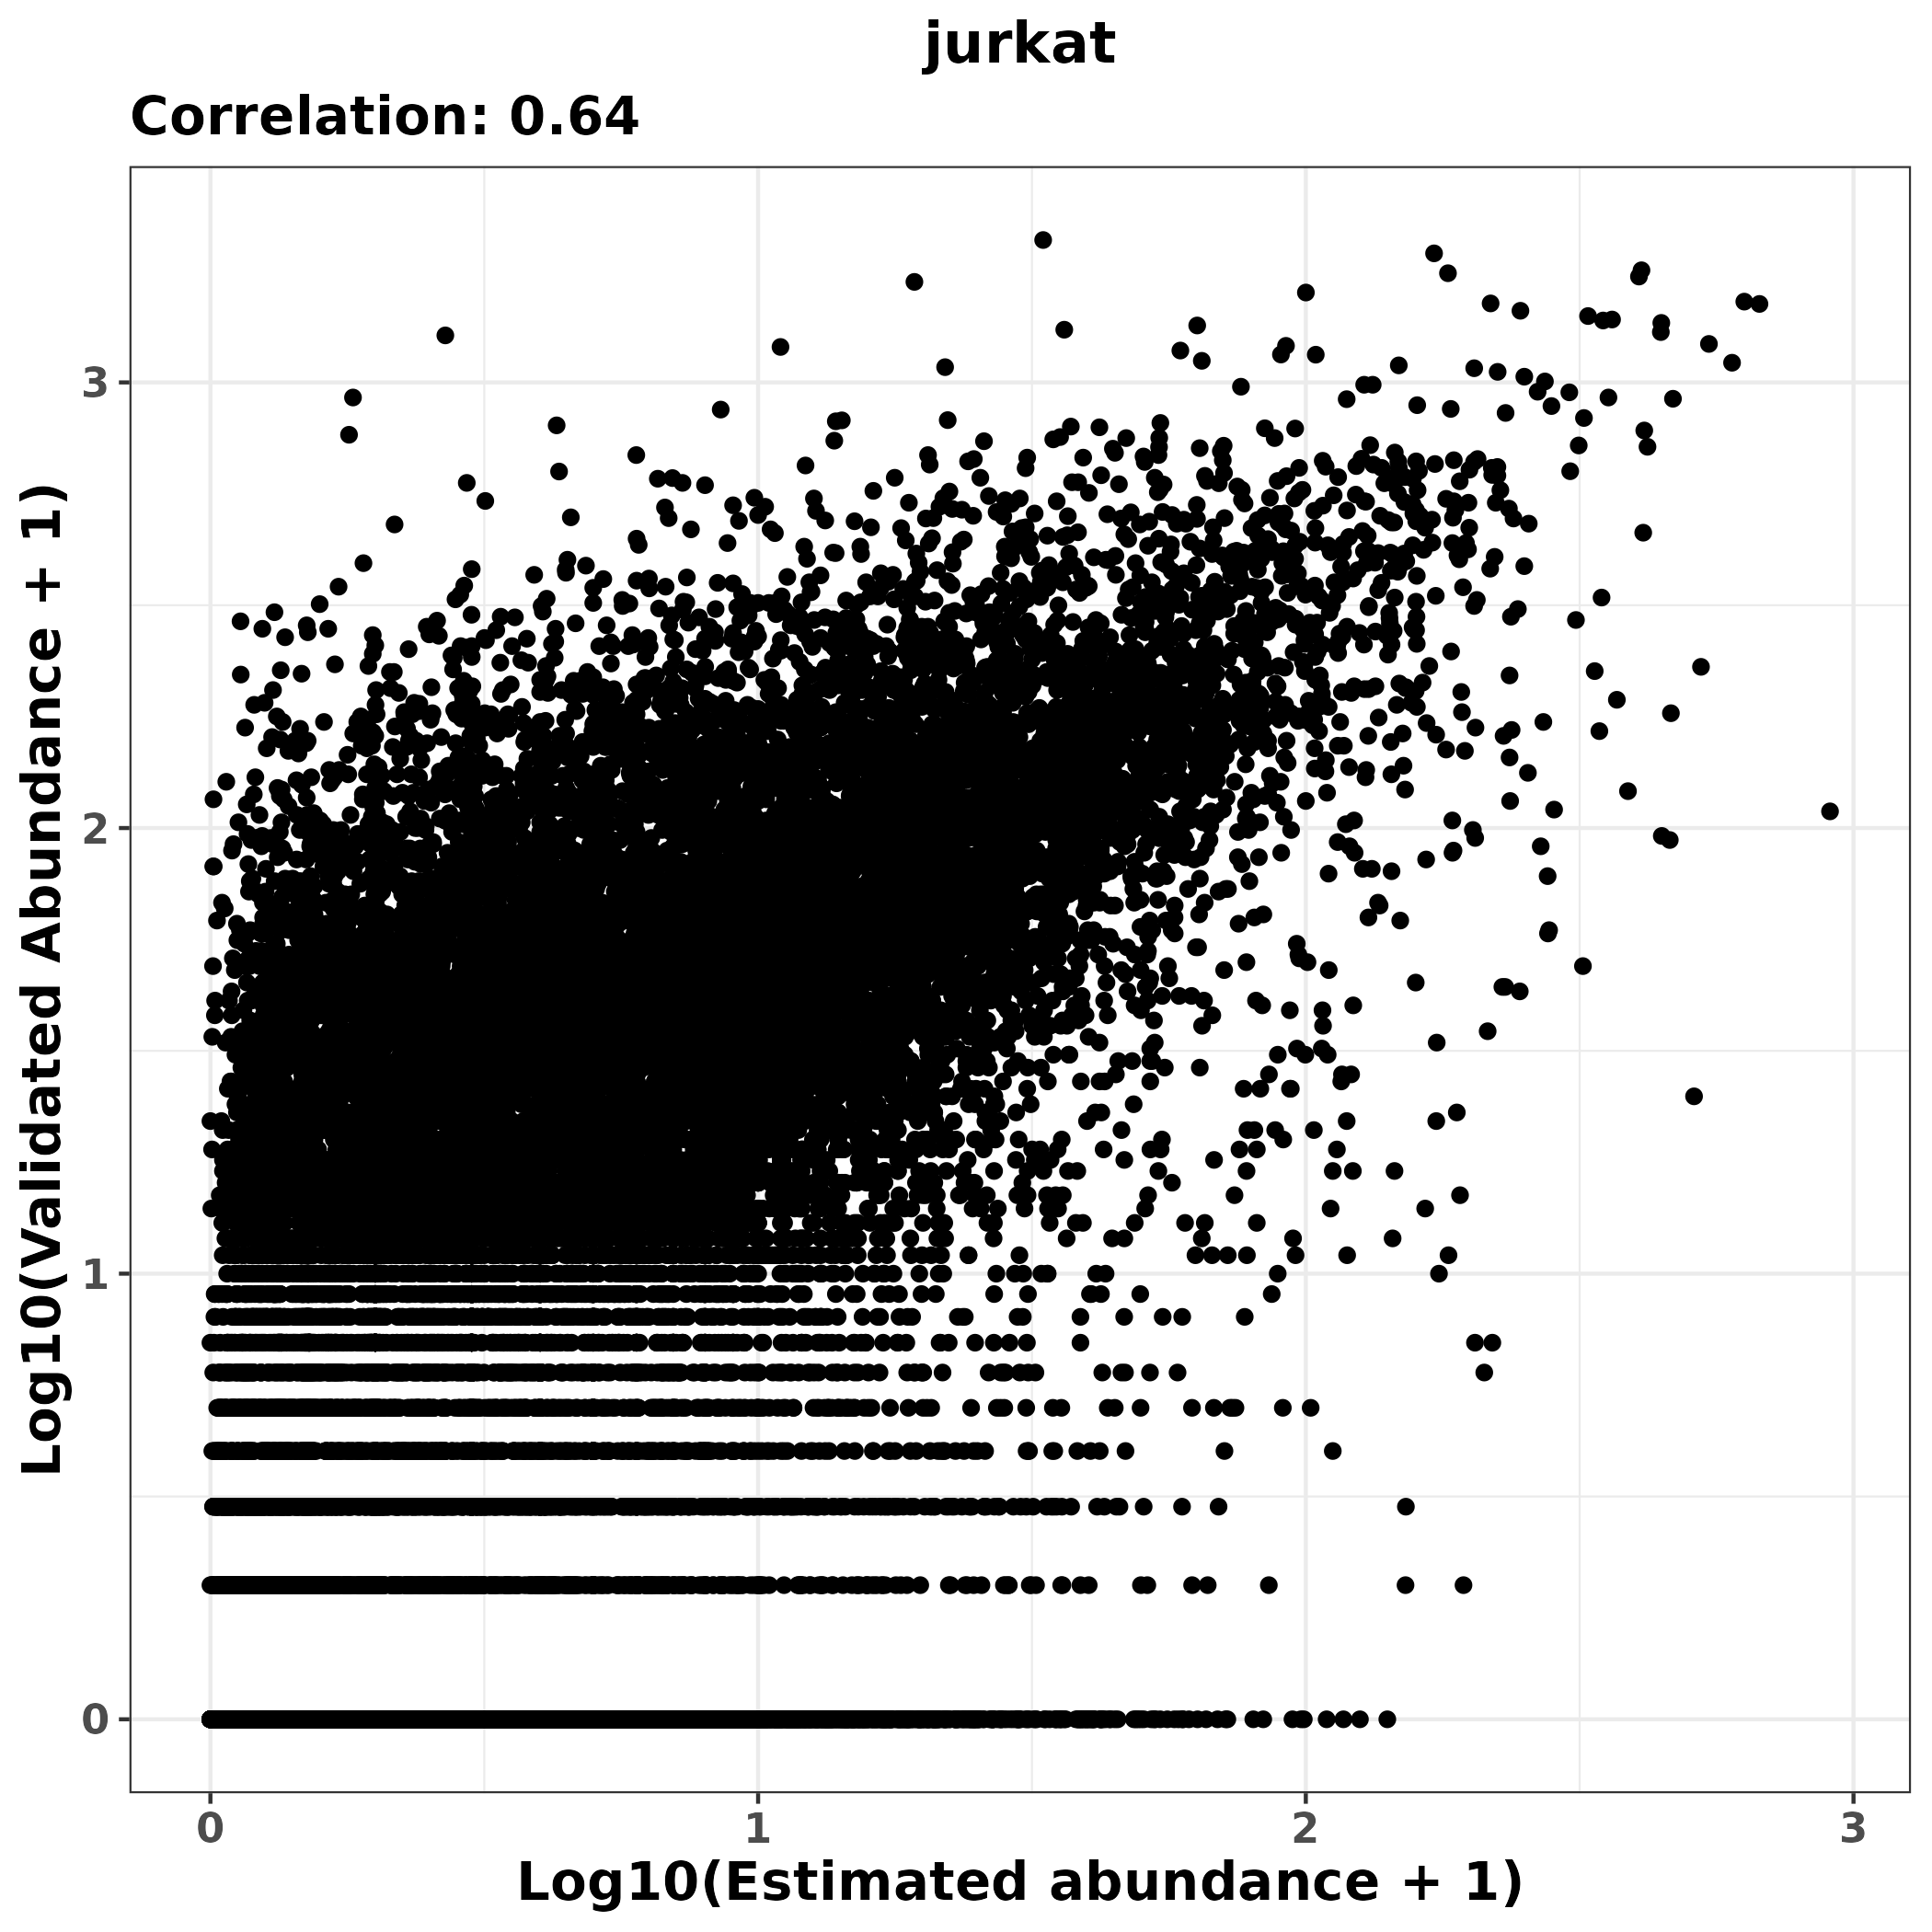 jurkat
Correlation: 0.64
Log10(Validated Abundance + 1)
3
2
1
0
0 1 2 3
Log10(Estimated abundance + 1)